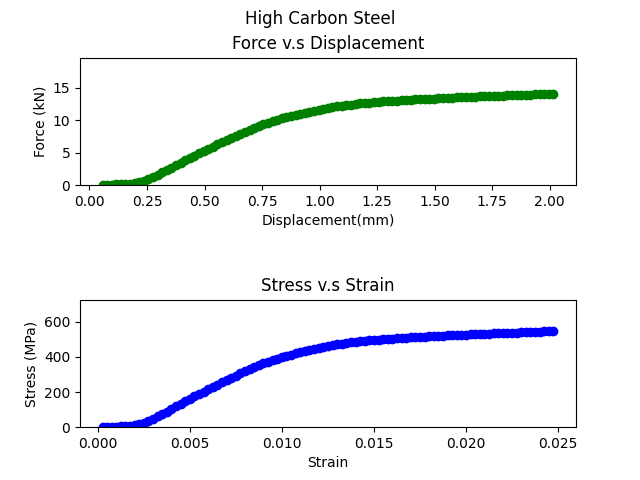 High Carbon Steel
Force v.s Displacement
15
10
5
0
Force (kN)
0.00 0.25 0.50 0.75 1.00 1.25 1.50 1.75 2.00
Displacement(mm)
Stress v.s Strain
600
400
200
0
Stress (MPa)
0.000 0.005 0.010 0.015 0.020 0.025
Strain